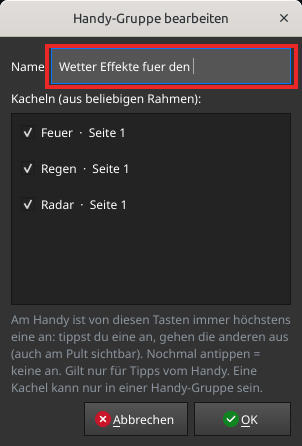 Handy-Gruppe bearbeiten
Name Wetter Effekte fuer den
Kacheln (aus beliebigen Rahmen):
Feuer · Seite 1
Regen · Seite 1
Radar · Seite 1
Am Handy ist von diesen Tasten immer höchstens
eine an: tippst du eine an, gehen die anderen aus
(auch am Pult sichtbar). Nochmal antippen =
keine an. Gilt nur für Tipps vom Handy. Eine
Kachel kann nur in einer Handy-Gruppe sein.
Abbrechen OK